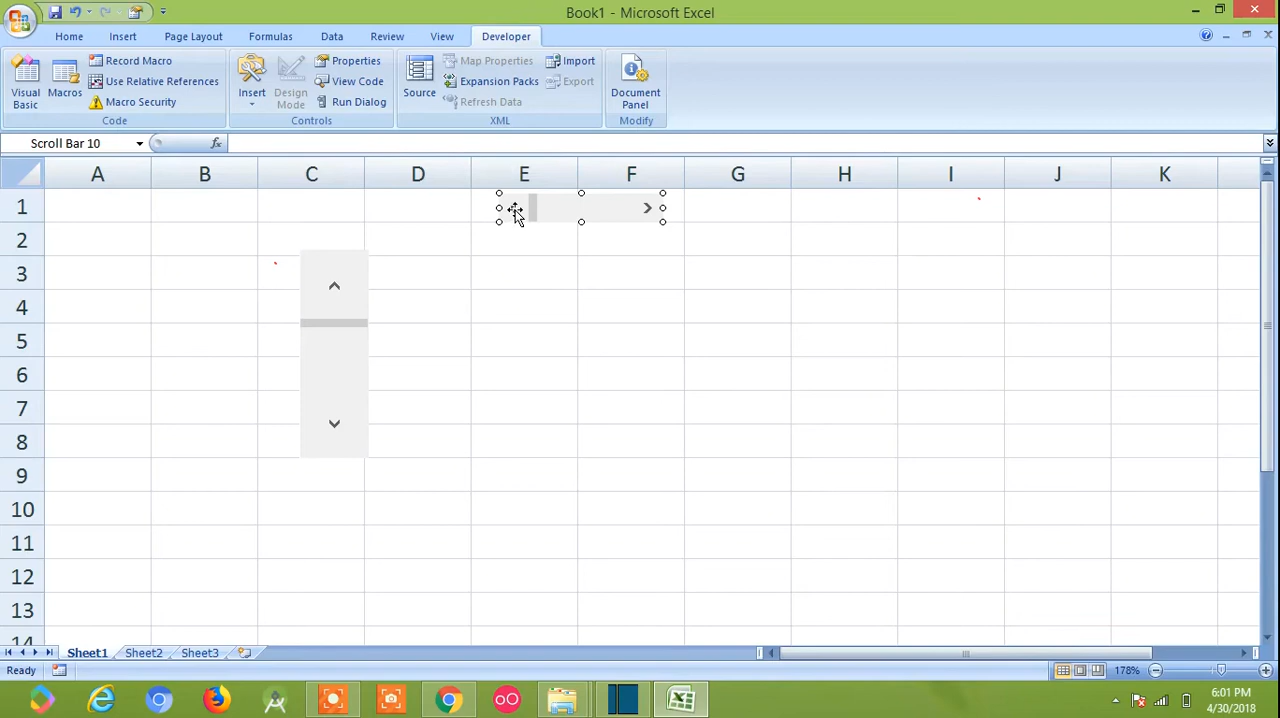 Book1 - Microsoft Excel
Home Insert Page Layout Formulas Data Review View Developer
Visual Basic
Macros
Record Macro
Use Relative References
Macro Security
Code
Insert
Design Mode
Properties
View Code
Run Dialog
Controls
Source
Map Properties
Expansion Packs
Refresh Data
Import
Export
XML
Document Panel
Modify
Scroll Bar 10
fx
A B C D E F G H I J K
1
2
3
4
5
6
7
8
9
10
11
12
13
14
Sheet1 Sheet2 Sheet3
Ready 178%
6:01 PM
4/30/2018